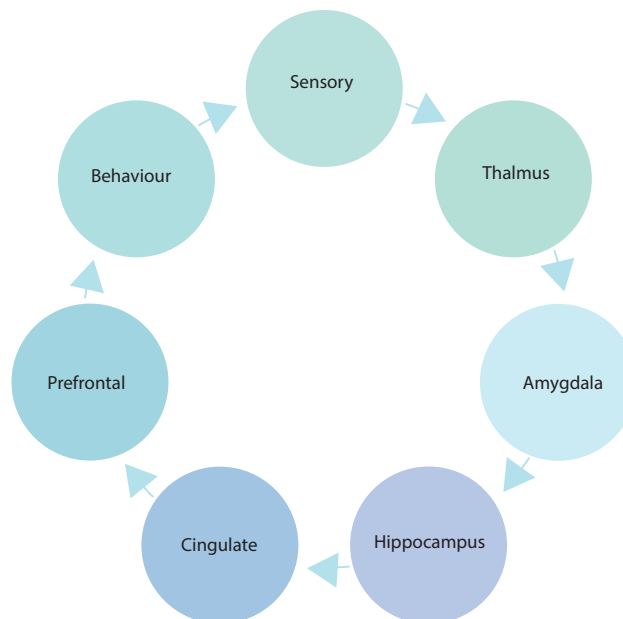 Sensory
Thalmus
Amygdala
Hippocampus
Cingulate
Prefrontal
Behaviour